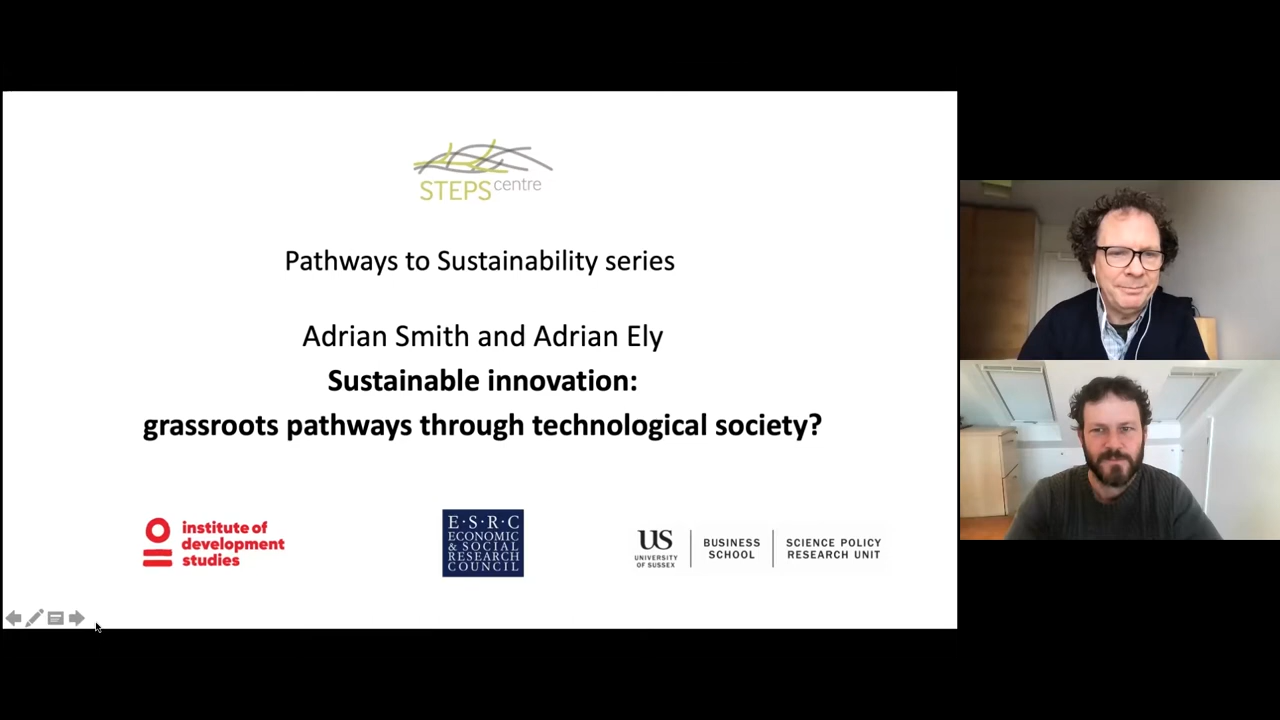 STEPS centre
Pathways to Sustainability series
Adrian Smith and Adrian Ely
Sustainable innovation:
grassroots pathways through technological society?
institute of
development
studies
E·S·R·C
ECONOMIC
& SOCIAL
RESEARCH
COUNCIL
US
UNIVERSITY
OF SUSSEX
BUSINESS
SCHOOL
SCIENCE POLICY
RESEARCH UNIT